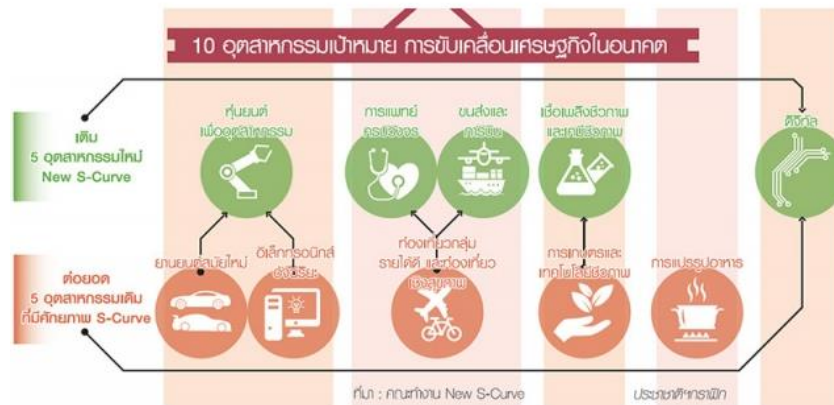 10 อุตสาหกรรมเป้าหมาย การขับเคลื่อนเศรษฐกิจในอนาคต
เติม
5 อุตสาหกรรมใหม่
New S-Curve
หุ่นยนต์
เพื่ออุตสาหกรรม
การแพทย์
ครบวงจร
ขนส่งและ
การบิน
เชื้อเพลิงชีวภาพ
และเคมีชีวภาพ
ดิจิทัล
ต่อยอด
5 อุตสาหกรรมเดิม
ที่มีศักยภาพ S-Curve
ยานยนต์สมัยใหม่
อิเล็กทรอนิกส์
อัจฉริยะ
ท่องเที่ยวกลุ่ม
รายได้ดี และท่องเที่ยว
เชิงสุขภาพ
การเกษตรและ
เทคโนโลยีชีวภาพ
การแปรรูปอาหาร
ที่มา : คณะทำงาน New S-Curve
ประชาชาติฯกราฟิก